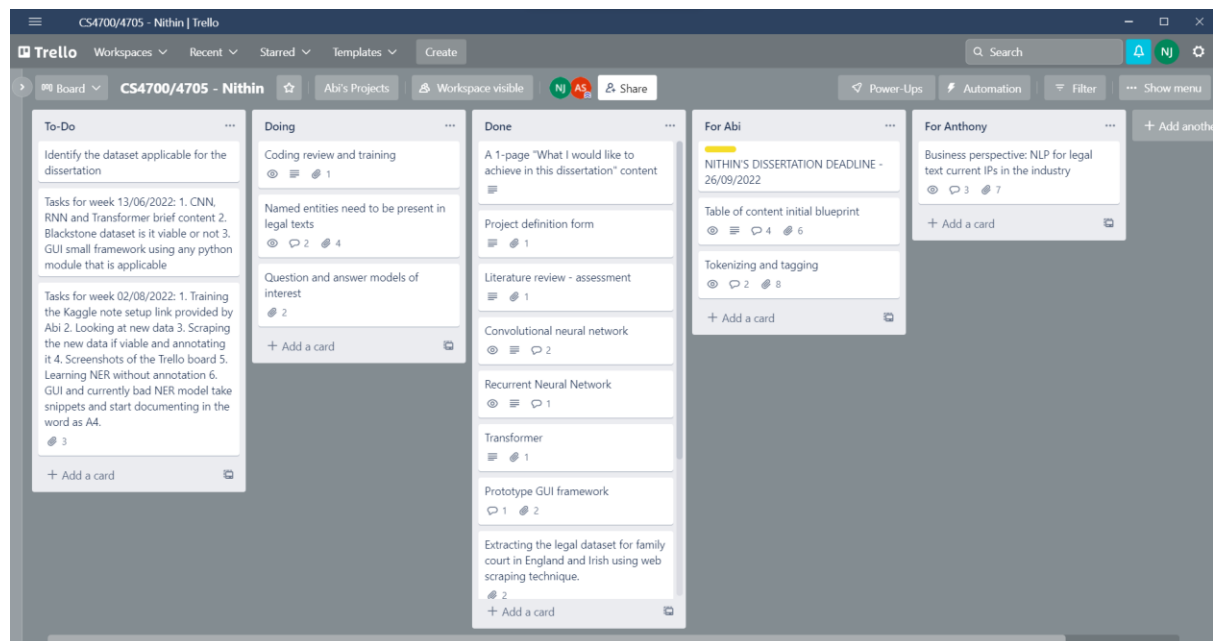 CS4700/4705 - Nithin | Trello
Trello Workspaces Recent Starred Templates Create Search NJ
Board CS4700/4705 - Nithin Abi's Projects Workspace visible NJ AS Share Power-Ups Automation Filter ... Show menu
To-Do ...
Identify the dataset applicable for the
dissertation
Tasks for week 13/06/2022: 1. CNN,
RNN and Transformer brief content 2.
Blackstone dataset is it viable or not 3.
GUI small framework using any python
module that is applicable
Tasks for week 02/08/2022: 1. Training
the Kaggle note setup link provided by
Abi 2. Looking at new data 3. Scraping
the new data if viable and annotating
it 4. Screenshots of the Trello board 5.
Learning NER without annotation 6.
GUI and currently bad NER model take
snippets and start documenting in the
word as A4.
3
+ Add a card
Doing ...
Coding review and training
1
Named entities need to be present in
legal texts
2 4
Question and answer models of
interest
2
+ Add a card
Done ...
A 1-page "What I would like to
achieve in this dissertation" content
Project definition form
1
Literature review - assessment
1
Convolutional neural network
2
Recurrent Neural Network
1
Transformer
1
Prototype GUI framework
1 2
Extracting the legal dataset for family
court in England and Irish using web
scraping technique.
2
+ Add a card
For Abi ...
NITHIN'S DISSERTATION DEADLINE -
26/09/2022
Table of content initial blueprint
4 6
Tokenizing and tagging
2 8
+ Add a card
For Anthony ...
Business perspective: NLP for legal
text current IPs in the industry
3 7
+ Add a card
+ Add anothe